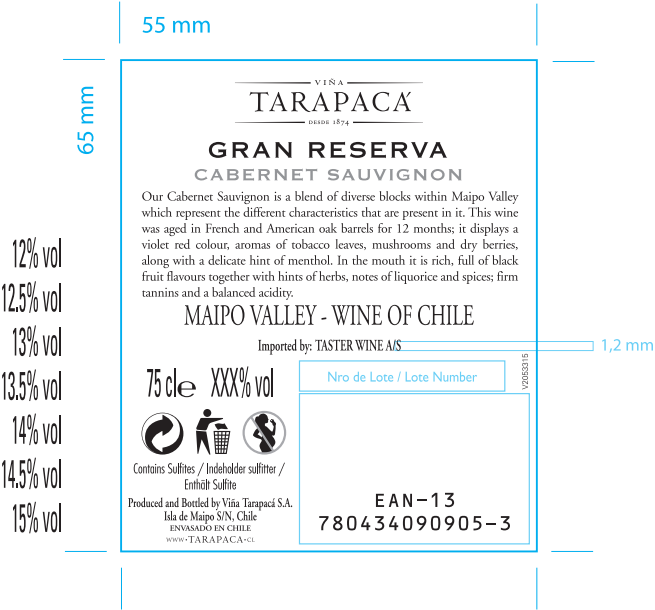 55 mm
65 mm
VIÑA
TARAPACÁ
DESDE 1874
GRAN RESERVA
CABERNET SAUVIGNON
Our Cabernet Sauvignon is a blend of diverse blocks within Maipo Valley
which represent the different characteristics that are present in it. This wine
was aged in French and American oak barrels for 12 months; it displays a
violet red colour, aromas of tobacco leaves, mushrooms and dry berries,
along with a delicate hint of menthol. In the mouth it is rich, full of black
fruit flavours together with hints of herbs, notes of liquorice and spices; firm
tannins and a balanced acidity.
MAIPO VALLEY - WINE OF CHILE
Imported by: TASTER WINE A/S
1,2 mm
12% vol
12.5% vol
13% vol
13.5% vol
14% vol
14.5% vol
15% vol
75 cl e XXX% vol
Nro de Lote / Lote Number
V2053315
Contains Sulfites / Indeholder sulfitter /
Enthält Sulfite
Produced and Bottled by Viña Tarapacá S.A.
Isla de Maipo S/N, Chile
ENVASADO EN CHILE
WWW·TARAPACA·CL
EAN-13
780434090905-3